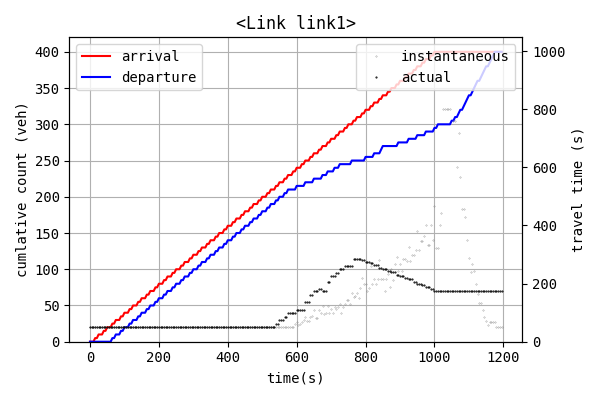 <Link link1>
arrival
departure
instantaneous
actual
400
350
300
250
200
150
100
50
0
cumlative count (veh)
1000
800
600
400
200
0
travel time (s)
0 200 400 600 800 1000 1200
time(s)